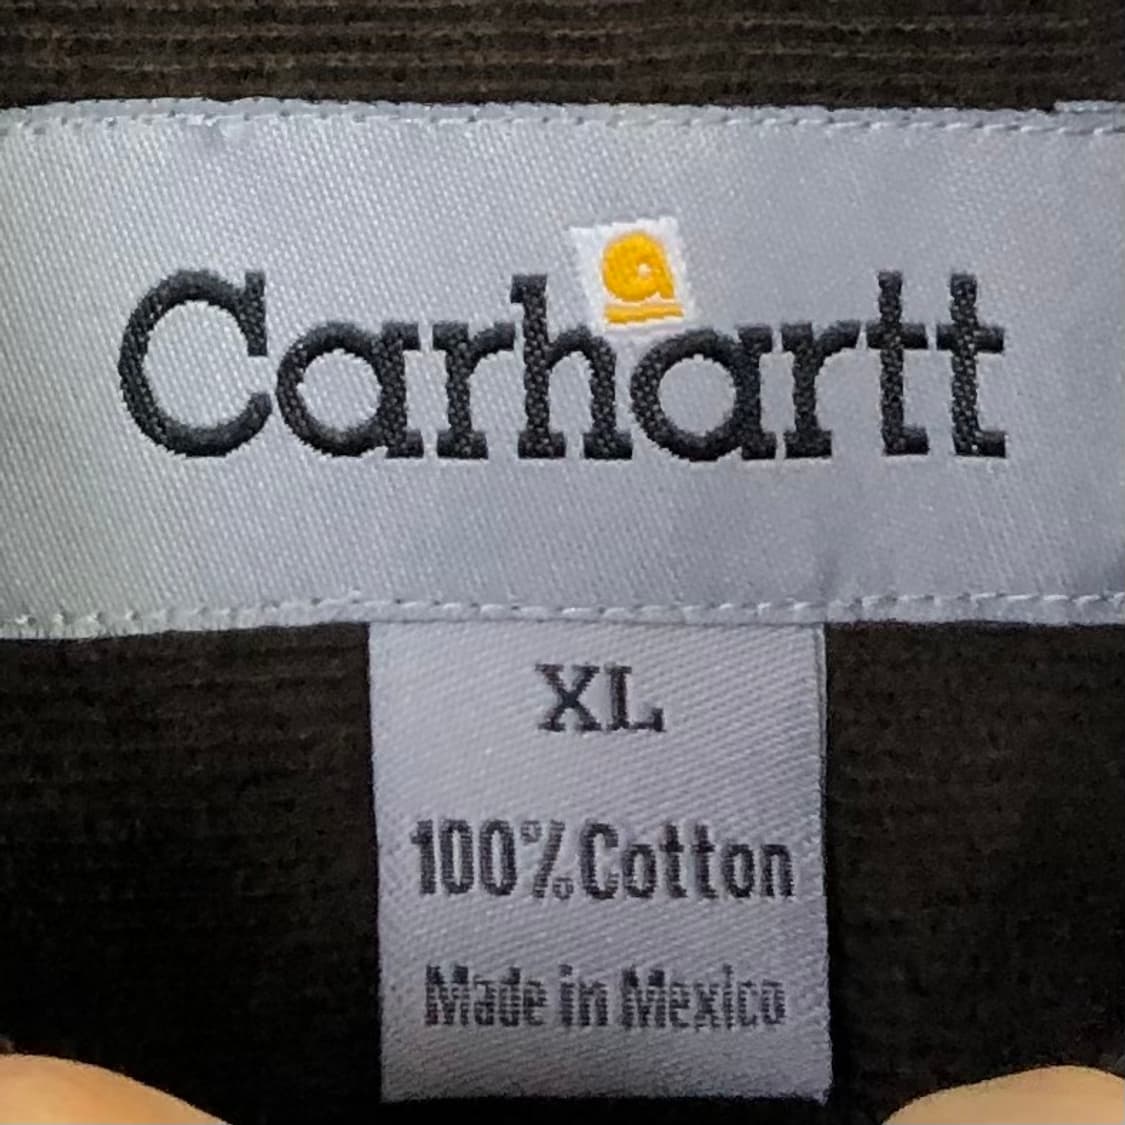 Carhartt
XL
100% Cotton
Made in Mexico